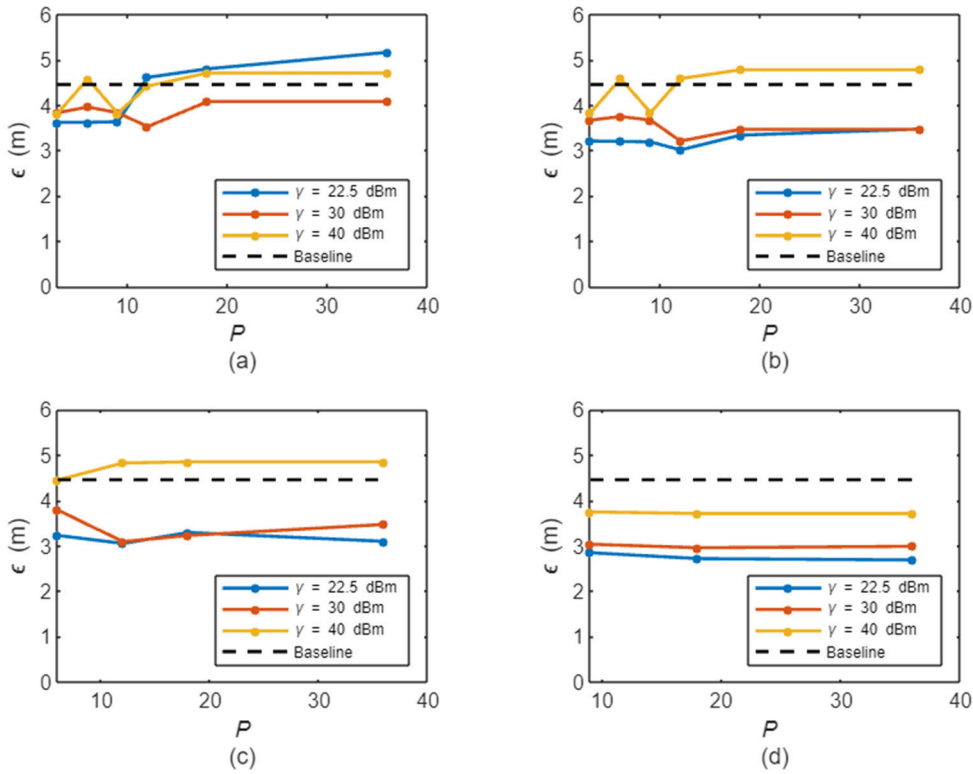 6
5
4
3
2
1
0
ϵ (m)
γ = 22.5 dBm
γ = 30 dBm
γ = 40 dBm
Baseline
10 20 30 40
P
(a)
6
5
4
3
2
1
0
ϵ (m)
γ = 22.5 dBm
γ = 30 dBm
γ = 40 dBm
Baseline
10 20 30 40
P
(b)
6
5
4
3
2
1
0
ϵ (m)
γ = 22.5 dBm
γ = 30 dBm
γ = 40 dBm
Baseline
10 20 30 40
P
(c)
6
5
4
3
2
1
0
ϵ (m)
γ = 22.5 dBm
γ = 30 dBm
γ = 40 dBm
Baseline
10 20 30 40
P
(d)